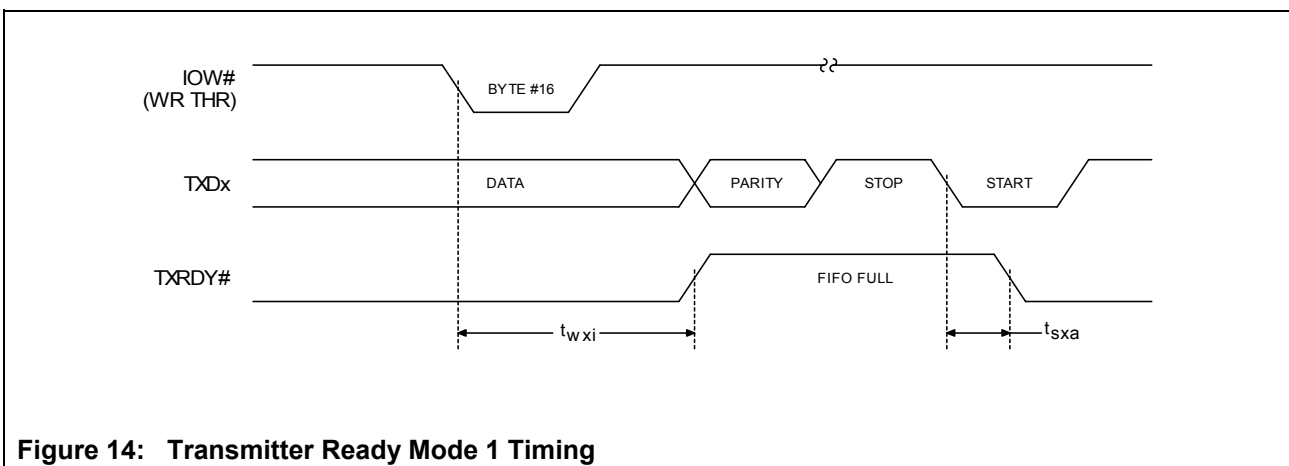 IOW#
(WR THR)
BYTE #16
TXDx
DATA
PARITY
STOP
START
TXRDY#
FIFO FULL
twxi
tsxa
Figure 14: Transmitter Ready Mode 1 Timing